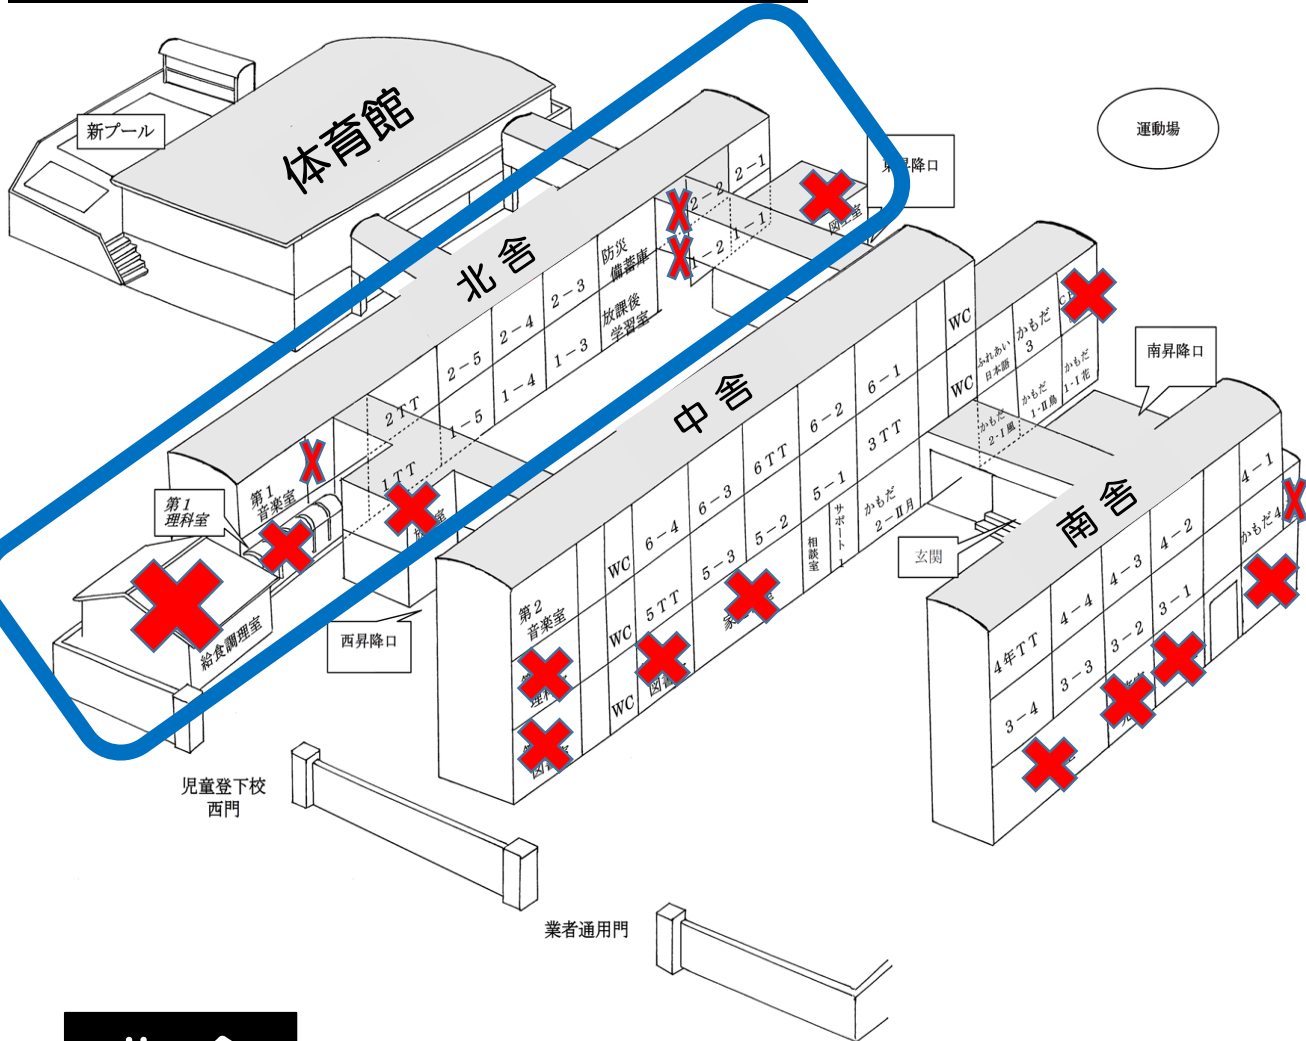 新プール
体育館
運動場
昇降口
2-1
2-2
1-1
1-2
北舎
防災
備蓄庫
放課後
学習室
2-3
1-3
2-4
1-4
2-5
1-5
2TT
1TT
第1
音楽室
第1
理科室
給食調理室
西昇降口
中舎
WC
WC
6-1
3TT
かもだ
2-Ⅱ月
6-2
5-1
サポート1
相談室
6TT
5-2
6-3
5-3
6-4
5TT
WC
WC
WC
第2
音楽室
理科室
ふれあい
日本語
かもだ
3
かもだ
2-Ⅰ風
かもだ
1-Ⅱ鳥
かもだ
1-Ⅰ花
南昇降口
玄関
南舎
4-1
かもだ4
4-2
3-1
4-3
3-2
4-4
3-3
4年TT
3-4
児童登下校
西門
業者通用門